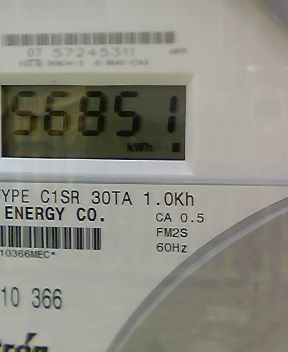 07 57245311
56851
kWh
TYPE C1SR 30TA 1.0Kh
ENERGY CO.
CA 0.5
FM2S
60Hz
10366MEC*
10 366